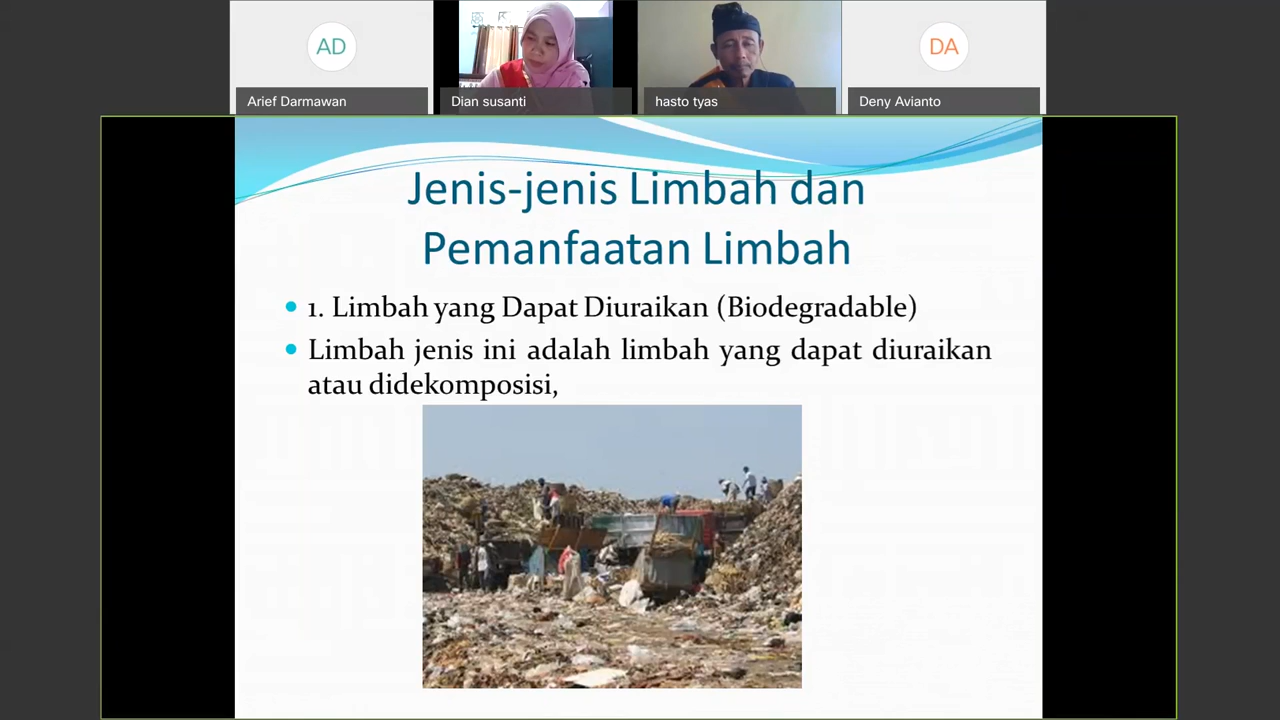 AD
DA
Arief Darmawan
Dian susanti
hasto tyas
Deny Avianto
Jenis-jenis Limbah dan
Pemanfaatan Limbah
1. Limbah yang Dapat Diuraikan (Biodegradable)
Limbah jenis ini adalah limbah yang dapat diuraikan
atau didekomposisi,